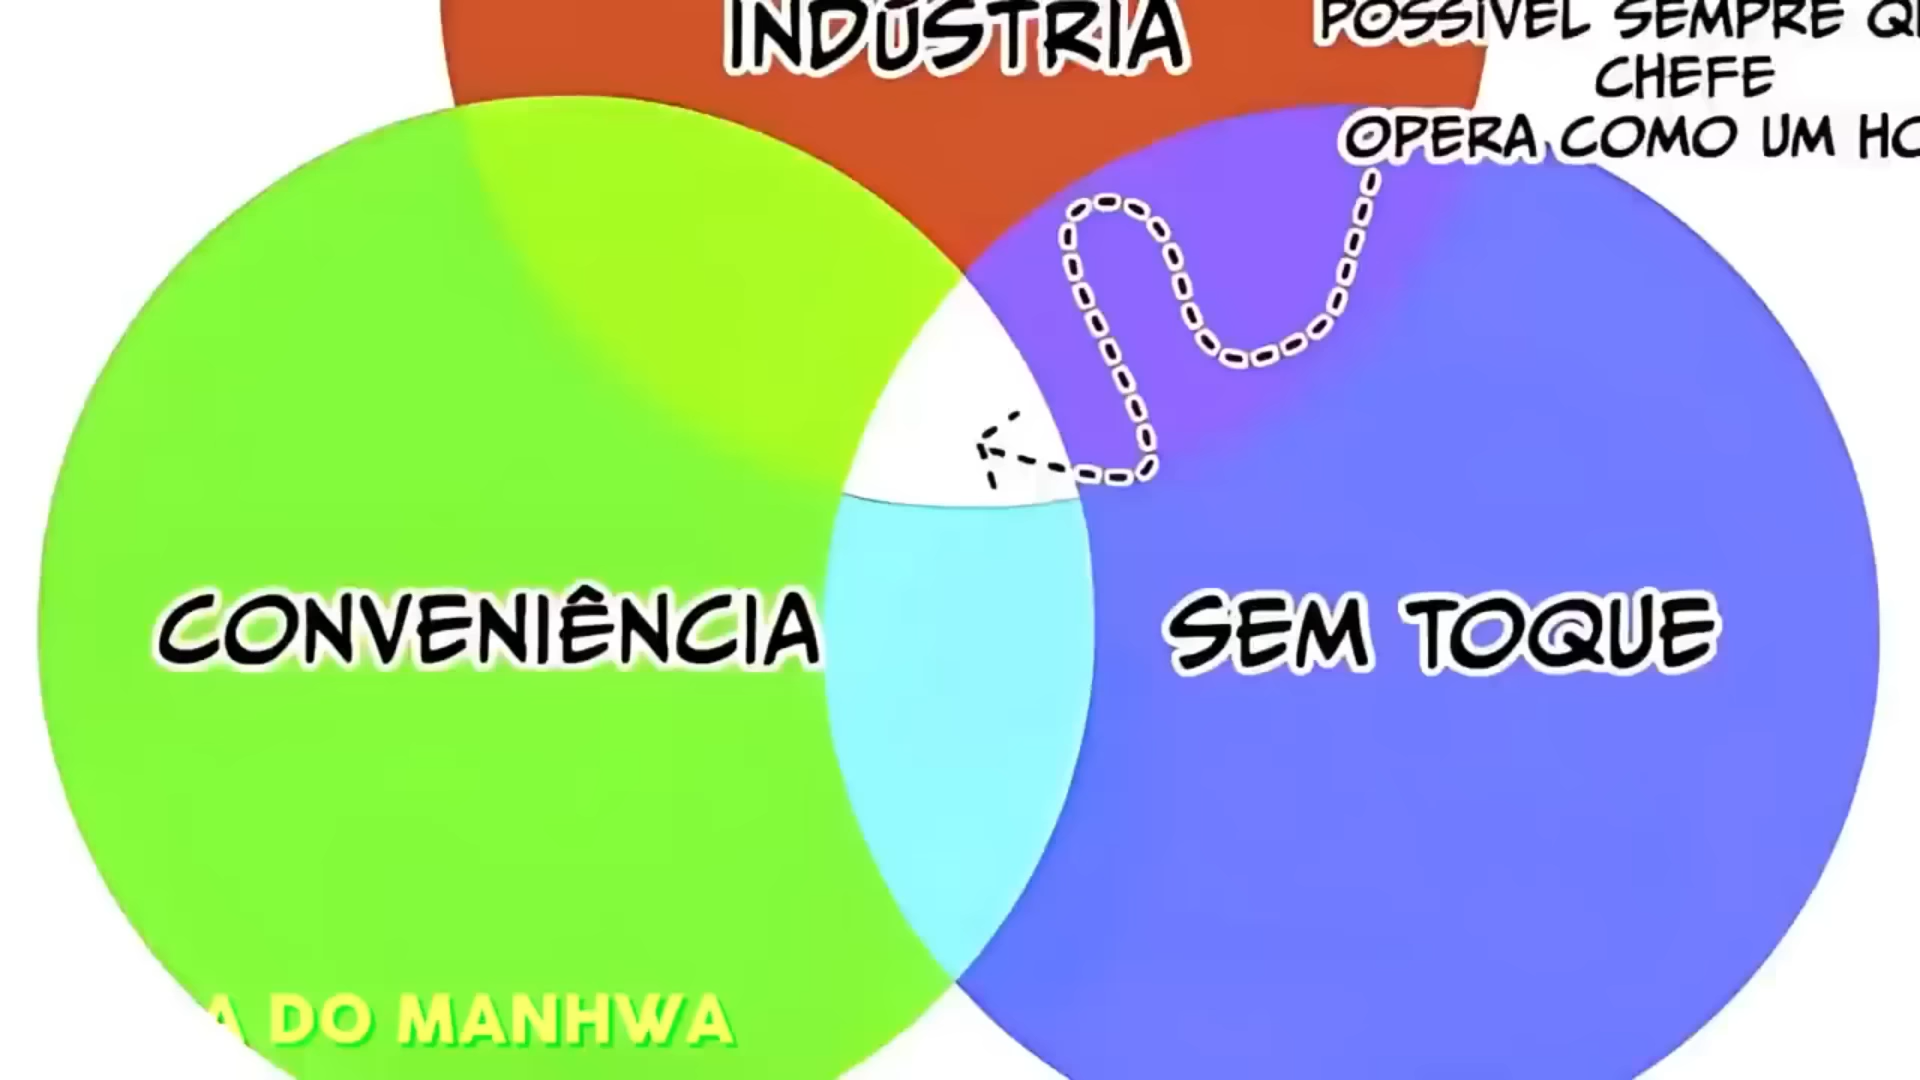 INDÚSTRIA
POSSÍVEL SEMPRE
CHEFE
OPERA COMO UM
CONVENIÊNCIA
SEM TOQUE
A DO MANHWA